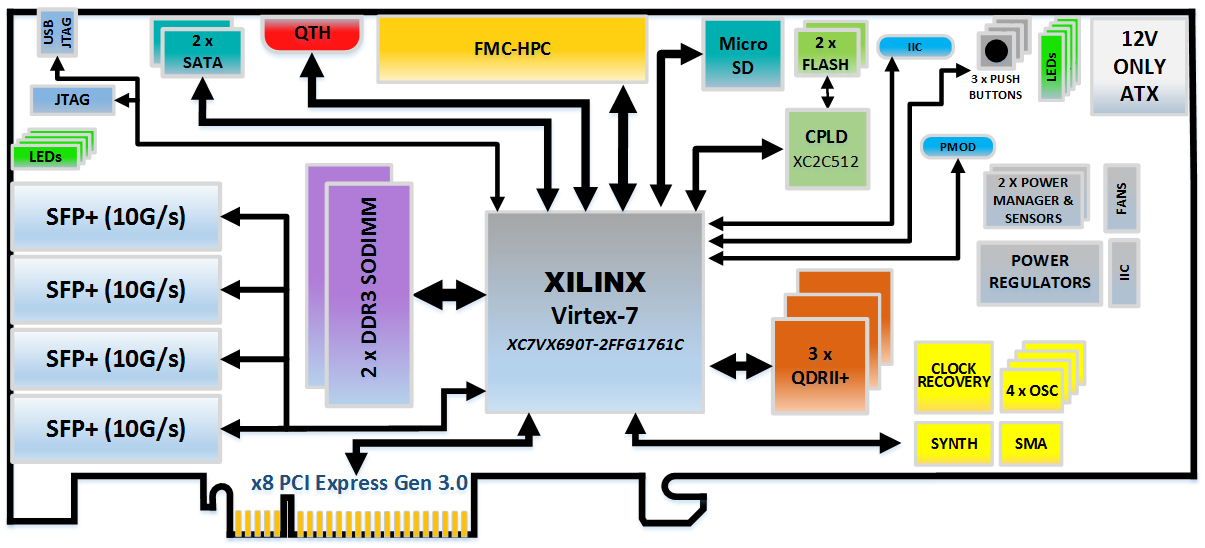 USB
JTAG
2 x
SATA
QTH
FMC-HPC
Micro
SD
2 x
FLASH
IIC
3 x PUSH
BUTTONS
LEDs
12V
ONLY
ATX
JTAG
LEDs
CPLD
XC2C512
PMOD
2 X POWER
MANAGER &
SENSORS
FANS
SFP+ (10G/s)
SFP+ (10G/s)
SFP+ (10G/s)
SFP+ (10G/s)
2 x DDR3 SODIMM
XILINX
Virtex-7
XC7VX690T-2FFG1761C
POWER
REGULATORS
IIC
3 x
QDRII+
CLOCK
RECOVERY
4 x OSC
SYNTH
SMA
x8 PCI Express Gen 3.0